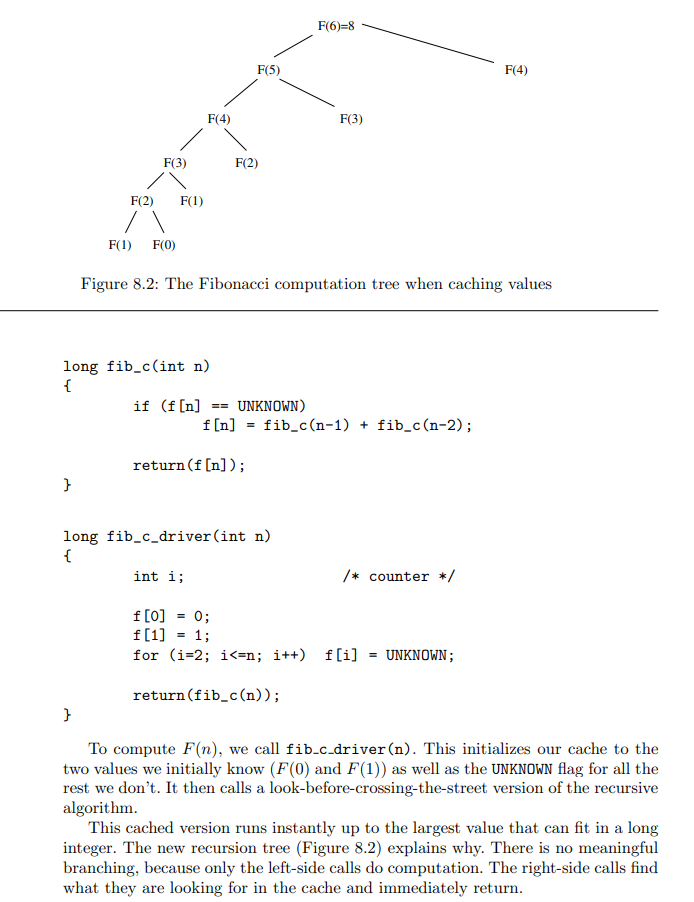 F(6)=8
F(5)
F(4)
F(4)
F(3)
F(3)
F(2)
F(2)
F(1)
F(1)
F(0)
Figure 8.2: The Fibonacci computation tree when caching values
long fib_c(int n)
{
if (f[n] == UNKNOWN)
f[n] = fib_c(n-1) + fib_c(n-2);
return(f[n]);
}
long fib_c_driver(int n)
{
int i; /* counter */
f[0] = 0;
f[1] = 1;
for (i=2; i<=n; i++) f[i] = UNKNOWN;
return(fib_c(n));
}
To compute F(n), we call fib_c_driver(n). This initializes our cache to the
two values we initially know (F(0) and F(1)) as well as the UNKNOWN flag for all the
rest we don't. It then calls a look-before-crossing-the-street version of the recursive
algorithm.
This cached version runs instantly up to the largest value that can fit in a long
integer. The new recursion tree (Figure 8.2) explains why. There is no meaningful
branching, because only the left-side calls do computation. The right-side calls find
what they are looking for in the cache and immediately return.